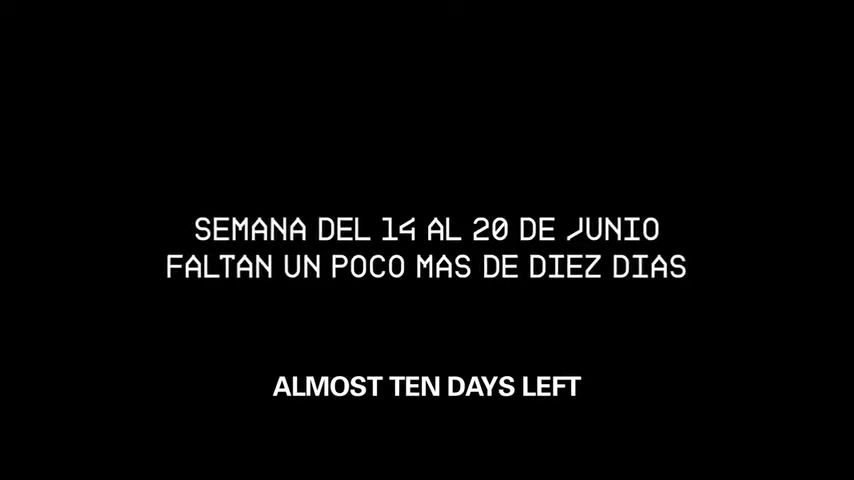 SEMANA DEL 14 AL 20 DE JUNIO
FALTAN UN POCO MAS DE DIEZ DIAS
ALMOST TEN DAYS LEFT